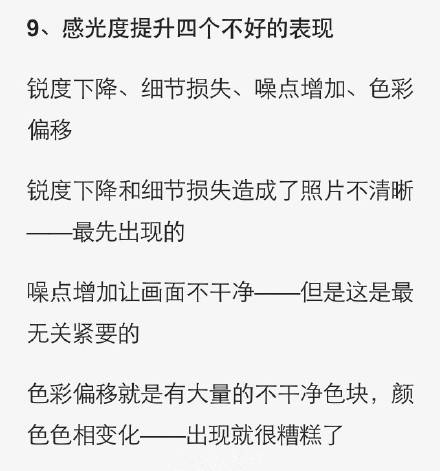 9、感光度提升四个不好的表现
锐度下降、细节损失、噪点增加、色彩
偏移
锐度下降和细节损失造成了照片不清晰
——最先出现的
噪点增加让画面不干净——但是这是最
无关紧要的
色彩偏移就是有大量的不干净色块，颜
色色相变化——出现就很糟糕了